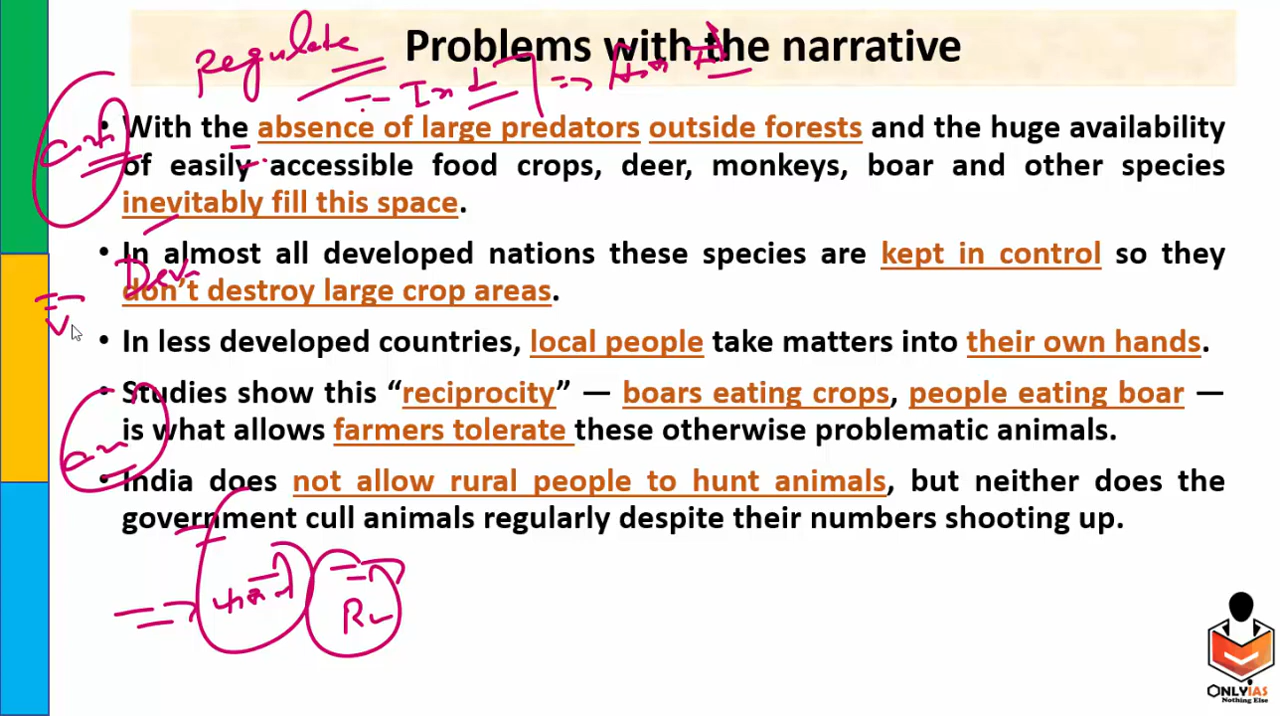 Problems with the narrative
Regulate
• With the absence of large predators outside forests and the huge availability
of easily accessible food crops, deer, monkeys, boar and other species
inevitably fill this space.
• In almost all developed nations these species are kept in control so they
Dev
don't destroy large crop areas.
• In less developed countries, local people take matters into their own hands.
• Studies show this “reciprocity” — boars eating crops, people eating boar —
is what allows farmers tolerate these otherwise problematic animals.
• India does not allow rural people to hunt animals, but neither does the
government cull animals regularly despite their numbers shooting up.
ONLYIAS
Nothing Else